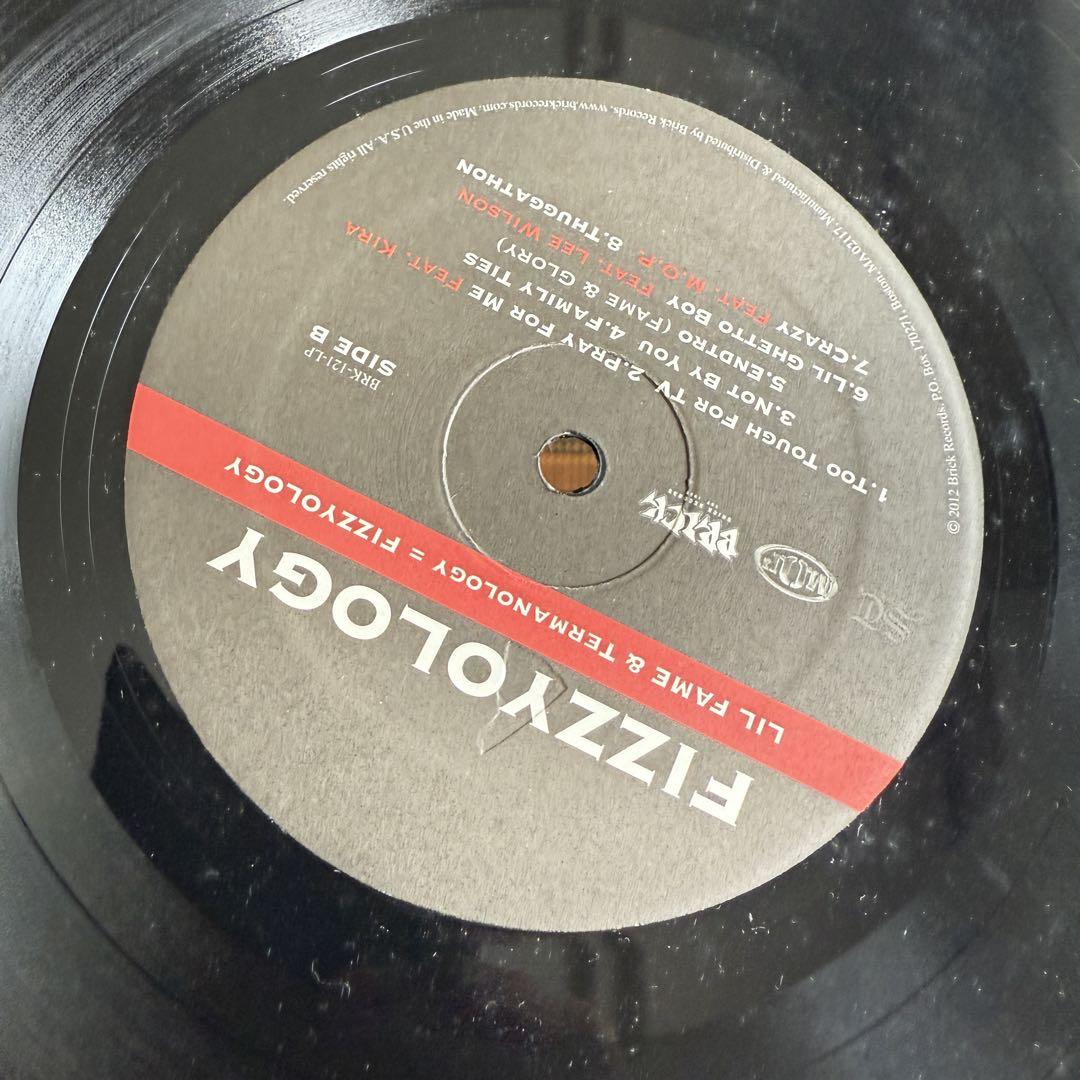 FIZZYOLOGY
LIL FAME & TERMANOLOGY = FIZZYOLOGY
SIDE B
BRK-121-LP
BRICK
BRICK RECORDS
1.TOO TOUGH FOR TV 2.PRAY FOR ME FEAT. KIRA
3.NOT BY YOU 4.FAMILY TIES
5.ENDTRO (FAME & GLORY)
6.LIL GHETTO BOY FEAT. LEE WILSON
7.CRAZY FEAT. M.O.P. 8.THUGGATHON
© 2012 Brick Records. P.O. Box 170271, Boston, MA 02117. Manufactured & Distributed by Brick Records. www.brickrecords.com. Made in the U.S.A. All rights reserved.